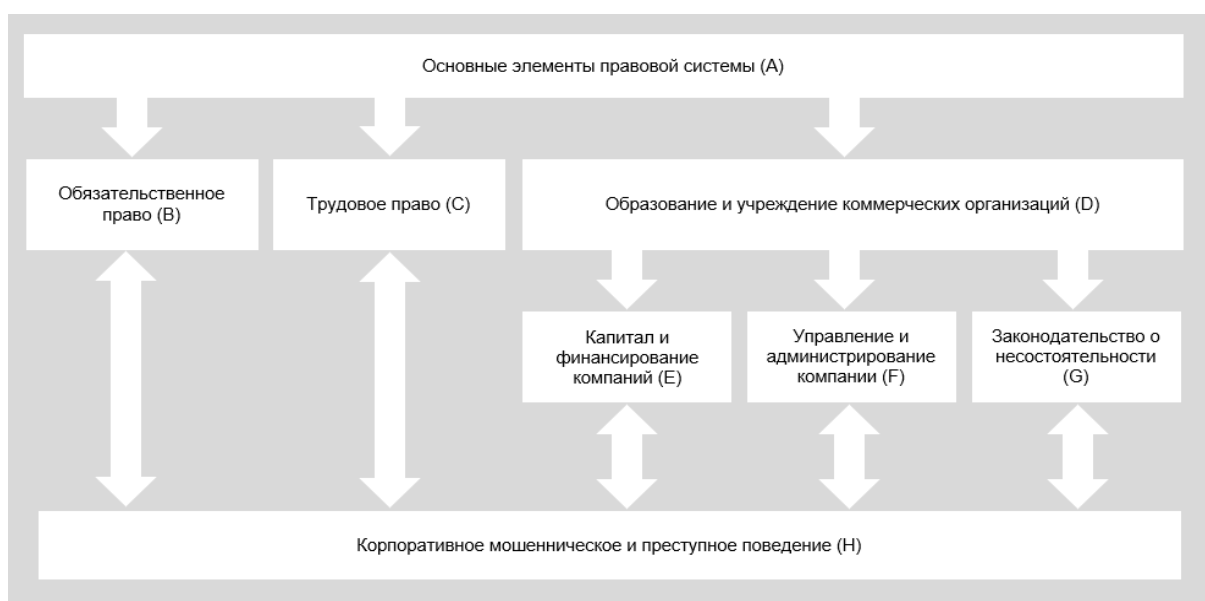 Основные элементы правовой системы (A)
Обязательственное
право (B)
Трудовое право (C)
Образование и учреждение коммерческих организаций (D)
Капитал и
финансирование
компаний (E)
Управление и
администрирование
компании (F)
Законодательство о
несостоятельности
(G)
Корпоративное мошенническое и преступное поведение (H)